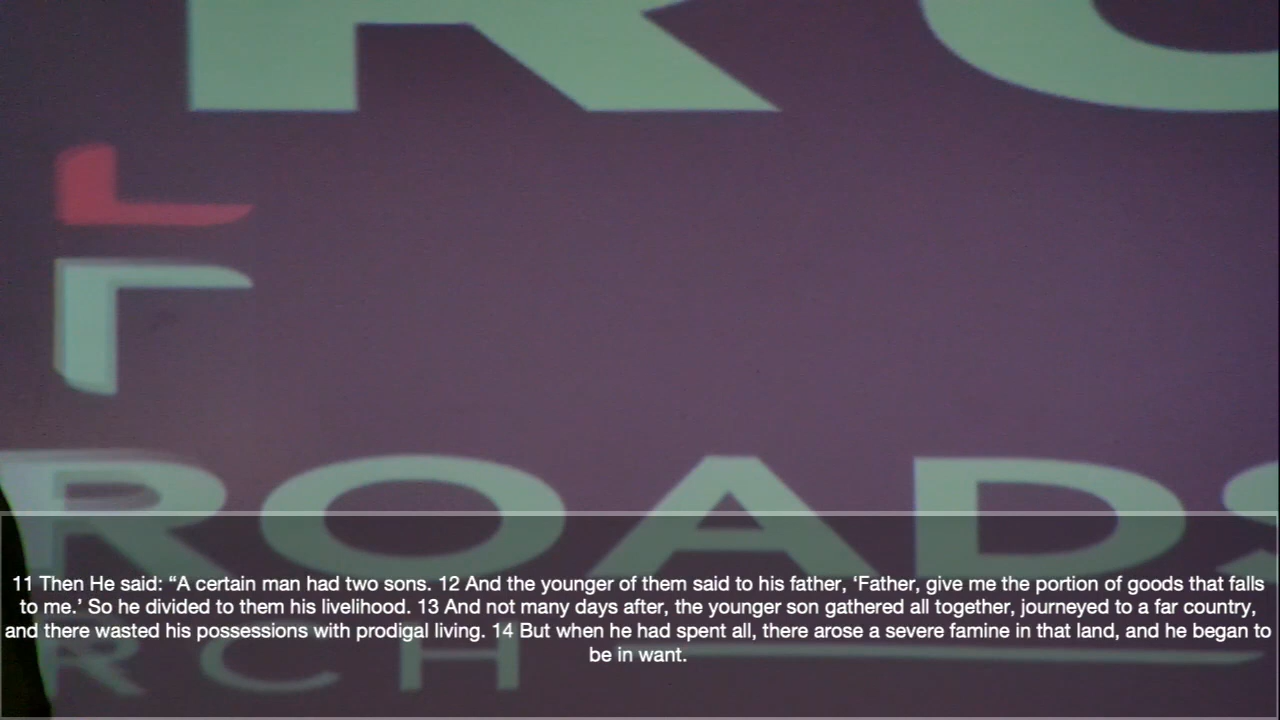 RO
ROADS
RCH
11 Then He said: “A certain man had two sons. 12 And the younger of them said to his father, ‘Father, give me the portion of goods that falls
to me.’ So he divided to them his livelihood. 13 And not many days after, the younger son gathered all together, journeyed to a far country,
and there wasted his possessions with prodigal living. 14 But when he had spent all, there arose a severe famine in that land, and he began to
be in want.